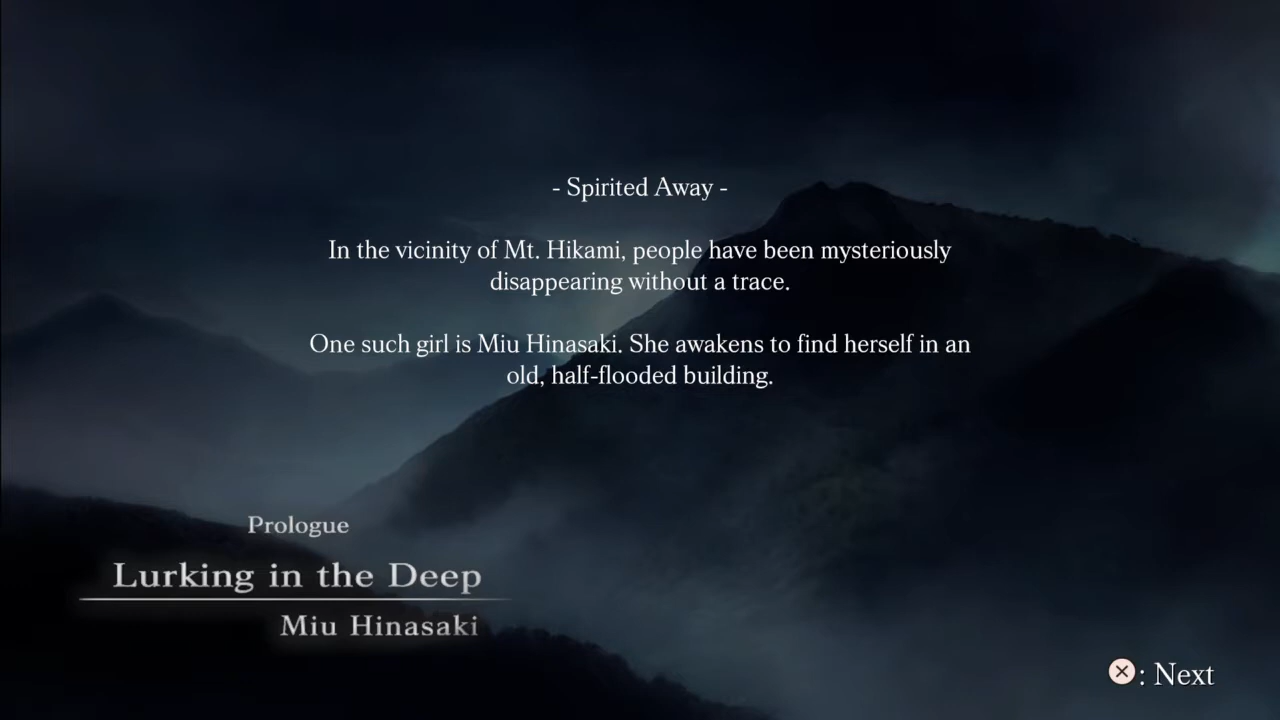 - Spirited Away -
In the vicinity of Mt. Hikami, people have been mysteriously
disappearing without a trace.
One such girl is Miu Hinasaki. She awakens to find herself in an
old, half-flooded building.
Prologue
Lurking in the Deep
Miu Hinasaki
: Next